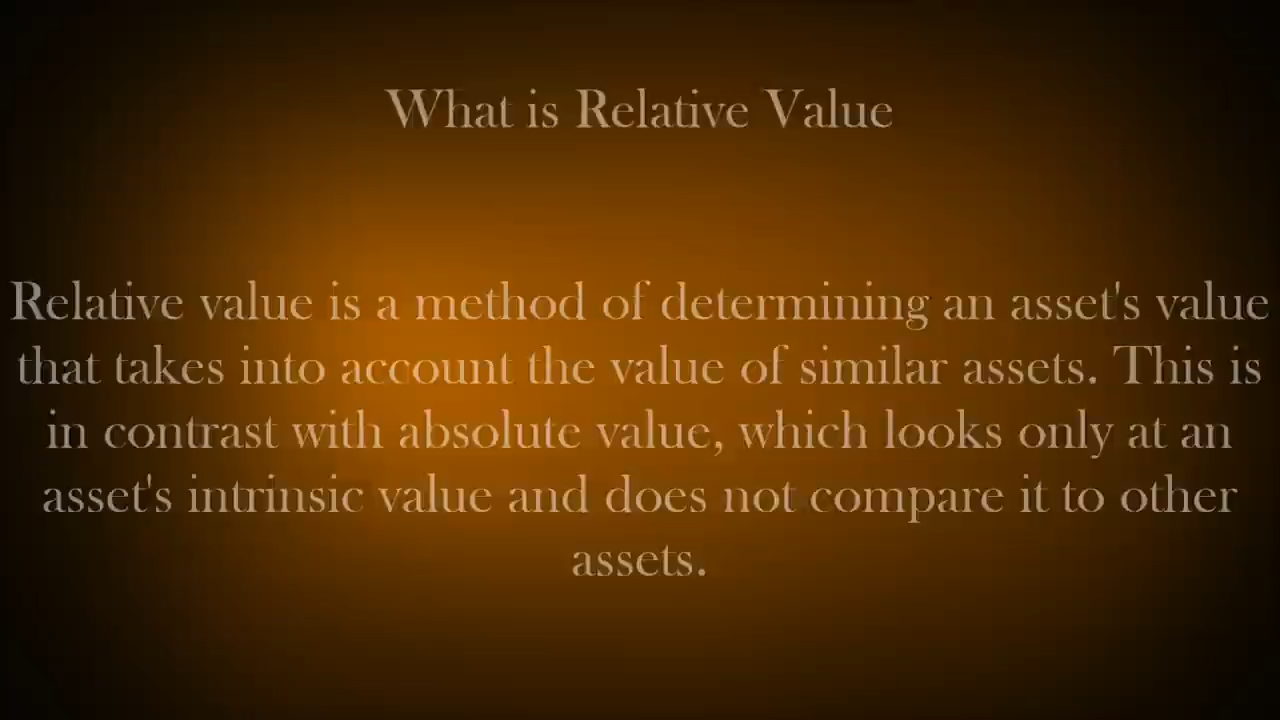 What is Relative Value
Relative value is a method of determining an asset's value
that takes into account the value of similar assets. This is
in contrast with absolute value, which looks only at an
asset's intrinsic value and does not compare it to other
assets.